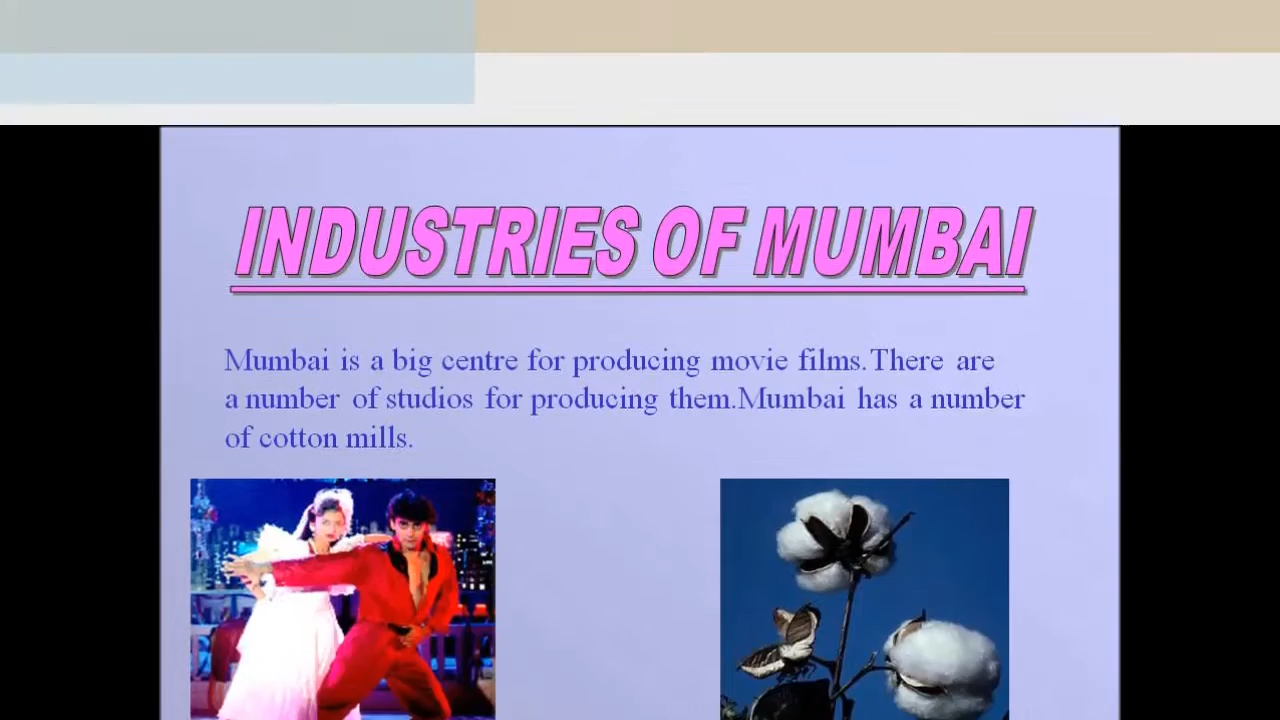 INDUSTRIES OF MUMBAI
Mumbai is a big centre for producing movie films.There are
a number of studios for producing them.Mumbai has a number
of cotton mills.